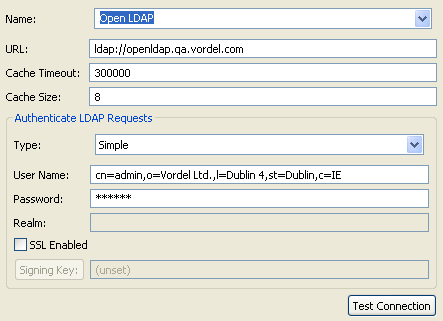 Name: Open LDAP
URL: ldap://openldap.qa.vordel.com
Cache Timeout: 300000
Cache Size: 8
Authenticate LDAP Requests
Type: Simple
User Name: cn=admin,o=Vordel Ltd.,l=Dublin 4,st=Dublin,c=IE
Password: ******
Realm:
SSL Enabled
Signing Key: (unset)
Test Connection